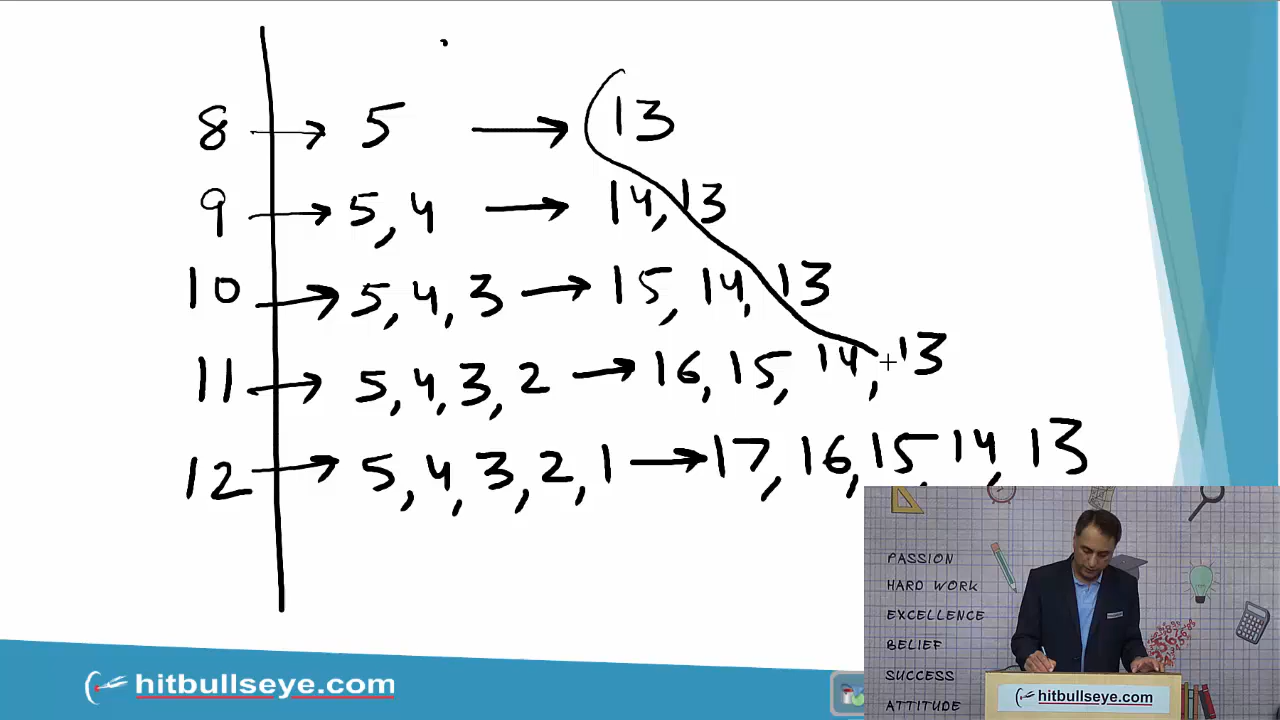 8 → 5 → 13
9 → 5, 4 → 14, 13
10 → 5, 4, 3 → 15, 14, 13
11 → 5, 4, 3, 2 → 16, 15, 14, 13
12 → 5, 4, 3, 2, 1 → 17, 16, 15, 14, 13
PASSION
HARD WORK
EXCELLENCE
BELIEF
SUCCESS
ATTITUDE
hitbullseye.com
hitbullseye.com